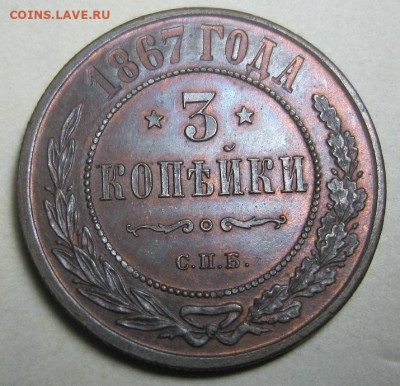 COINS.LAVE.RU
1867 ГОДА
3
КОПѢЙКИ
С.П.Б.